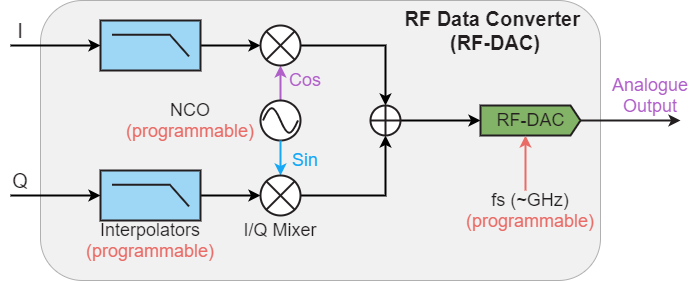 I
RF Data Converter
(RF-DAC)
Cos
Analogue
Output
NCO
(programmable)
RF-DAC
Sin
Q
fs (~GHz)
(programmable)
Interpolators
(programmable)
I/Q Mixer